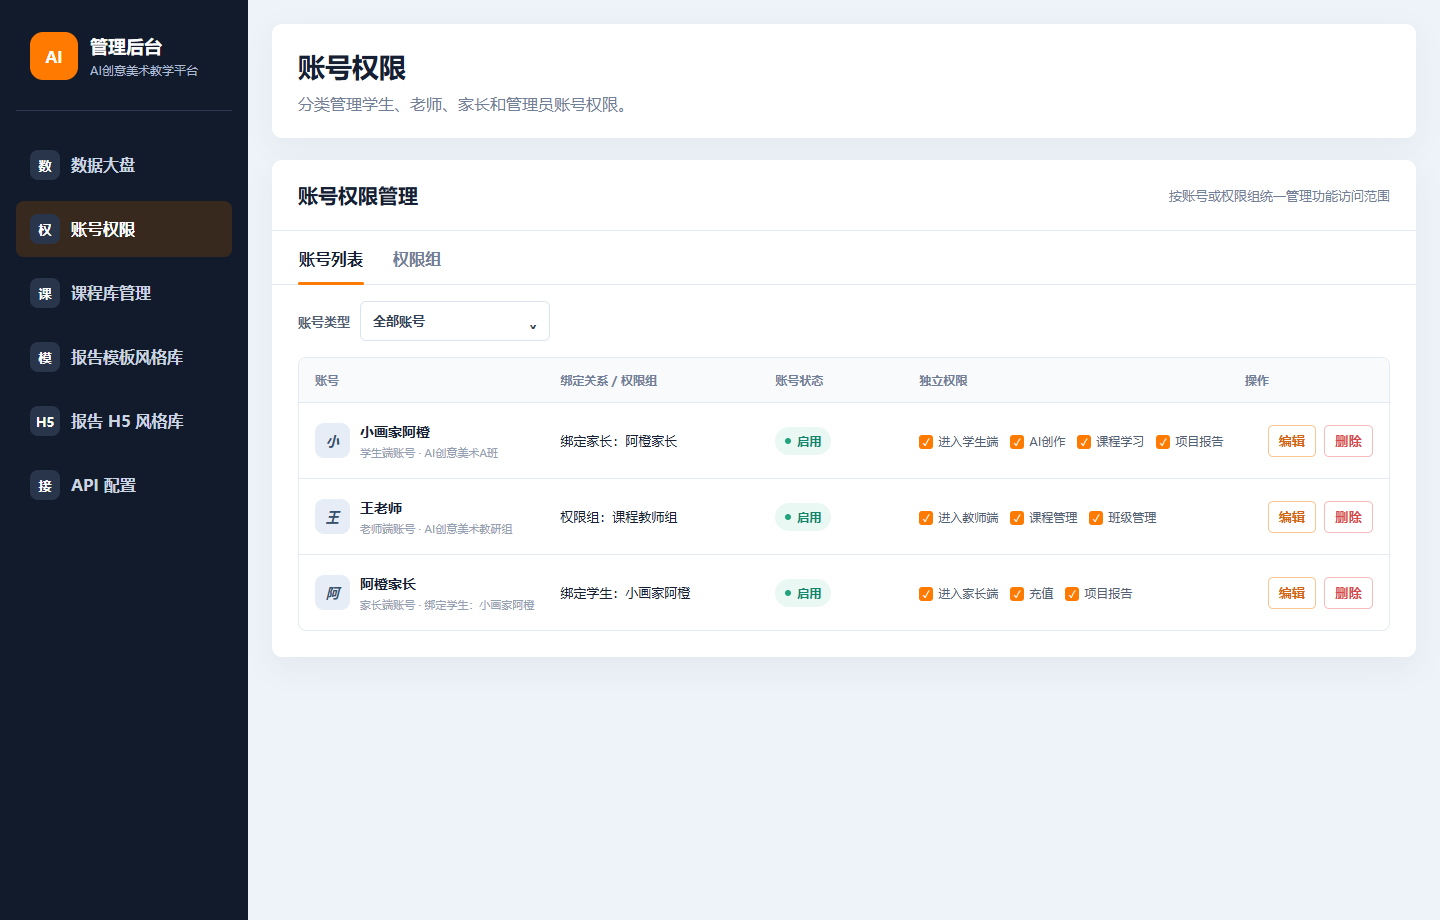 AI
管理后台
AI创意美术教学平台
数 数据大盘
权 账号权限
课 课程库管理
模 报告模板风格库
H5 报告 H5 风格库
接 API 配置
账号权限
分类管理学生、老师、家长和管理员账号权限。
账号权限管理
按账号或权限组统一管理功能访问范围
账号列表 权限组
账号类型 全部账号
账号 绑定关系 / 权限组 账号状态 独立权限 操作
小 小画家阿橙
学生端账号 · AI创意美术A班
绑定家长：阿橙家长 启用 进入学生端 AI创作 课程学习 项目报告 编辑 删除
王 王老师
老师端账号 · AI创意美术教研组
权限组：课程教师组 启用 进入教师端 课程管理 班级管理 编辑 删除
阿 阿橙家长
家长端账号 · 绑定学生：小画家阿橙
绑定学生：小画家阿橙 启用 进入家长端 充值 项目报告 编辑 删除